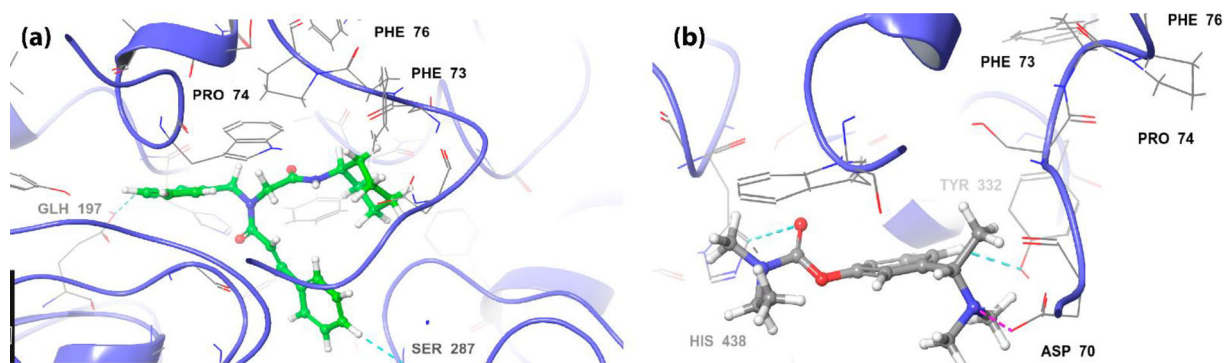 (a)
PHE 76
PHE 73
PRO 74
GLH 197
SER 287
(b)
PHE 76
PHE 73
PRO 74
TYR 332
HIS 438
ASP 70